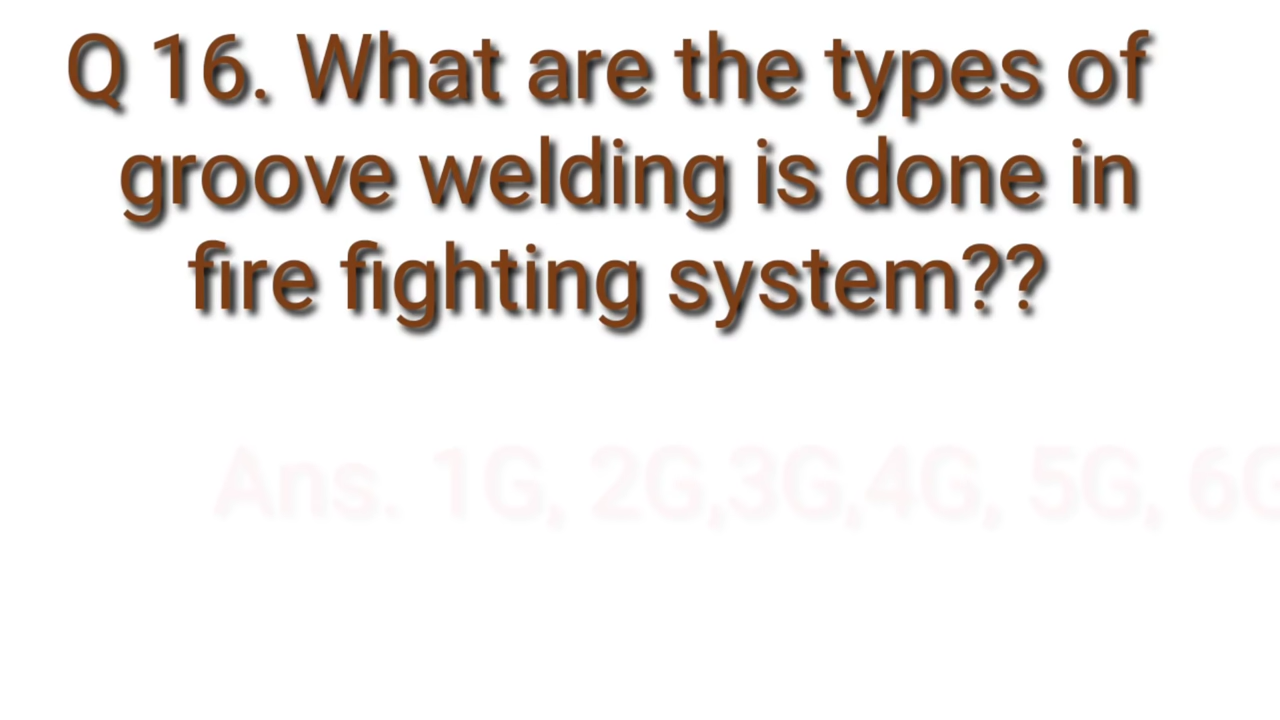 Q 16. What are the types of
groove welding is done in
fire fighting system??
Ans. 1G, 2G,3G,4G, 5G, 6G